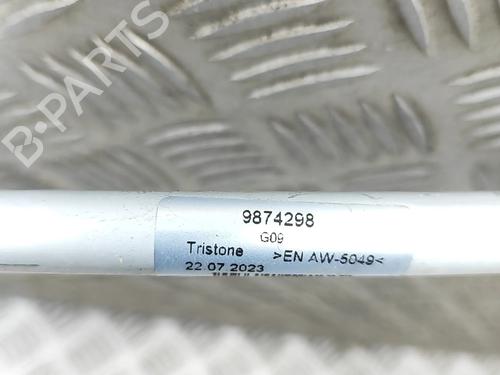 B-PARTS
9874298
G09
Tristone >EN AW-5049<
22 07 2023